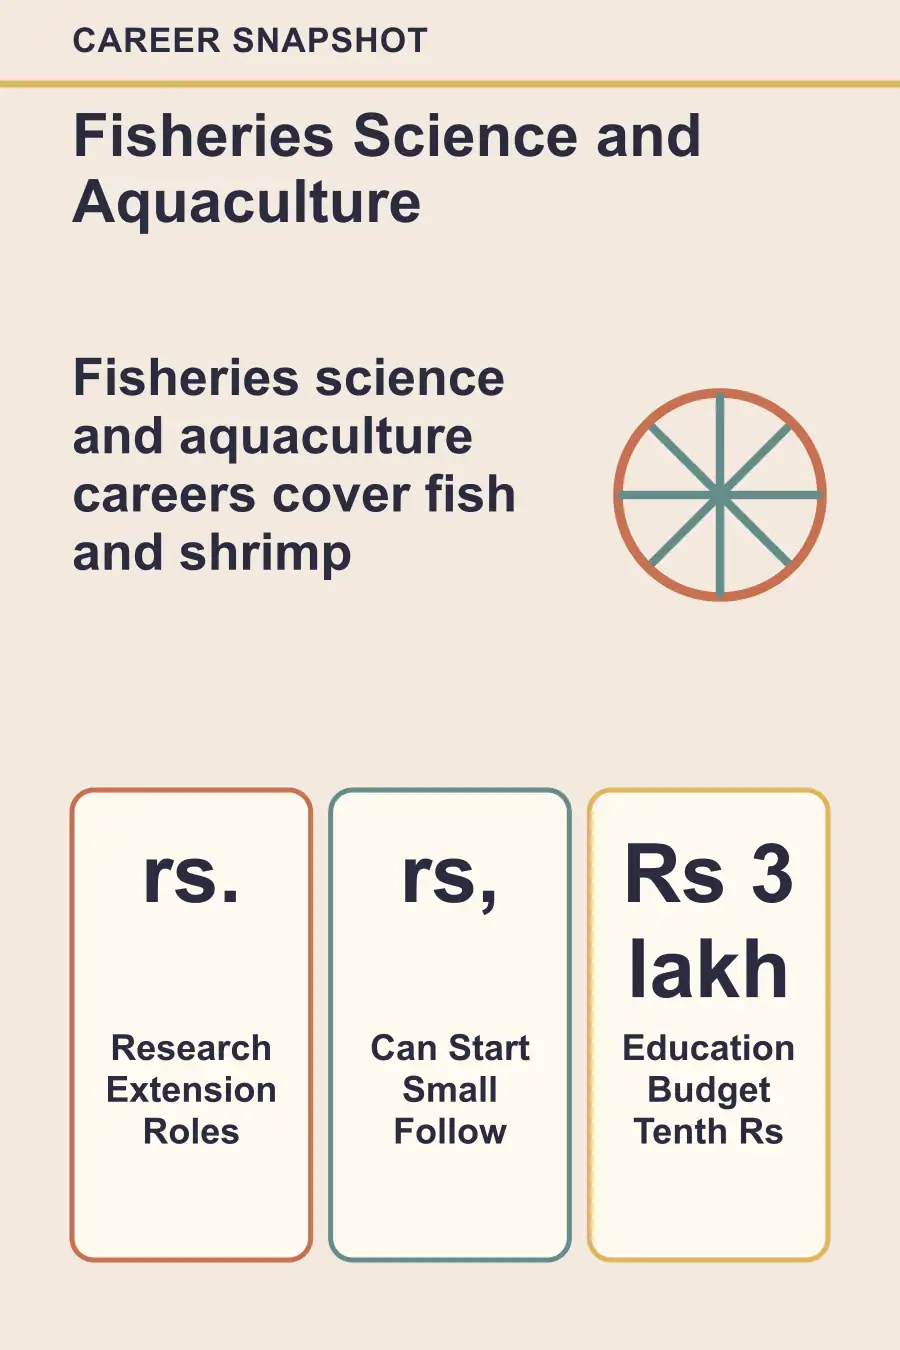 CAREER SNAPSHOT
Fisheries Science and
Aquaculture
Fisheries science
and aquaculture
careers cover fish
and shrimp
rs.
Research
Extension
Roles
rs,
Can Start
Small
Follow
Rs 3
lakh
Education
Budget
Tenth Rs